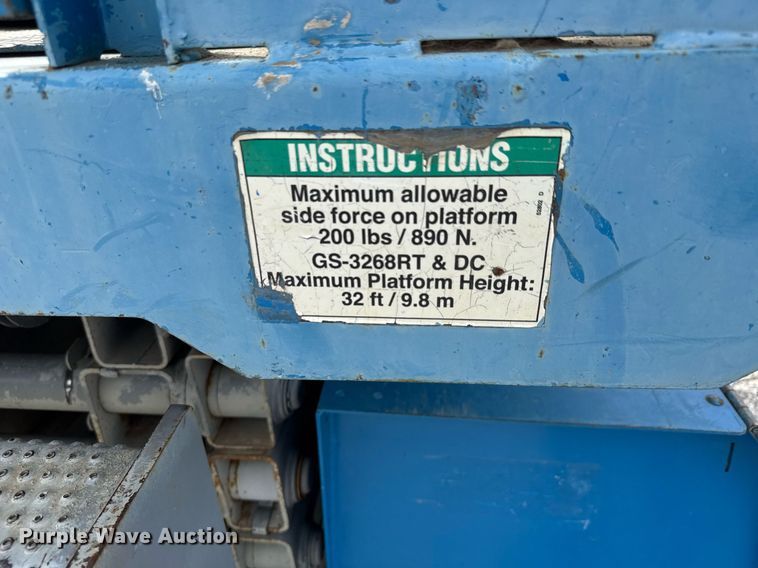 INSTRUCTIONS
Maximum allowable
side force on platform
200 lbs / 890 N.
GS-3268RT & DC
Maximum Platform Height:
32 ft / 9.8 m
52802 D
Purple Wave Auction